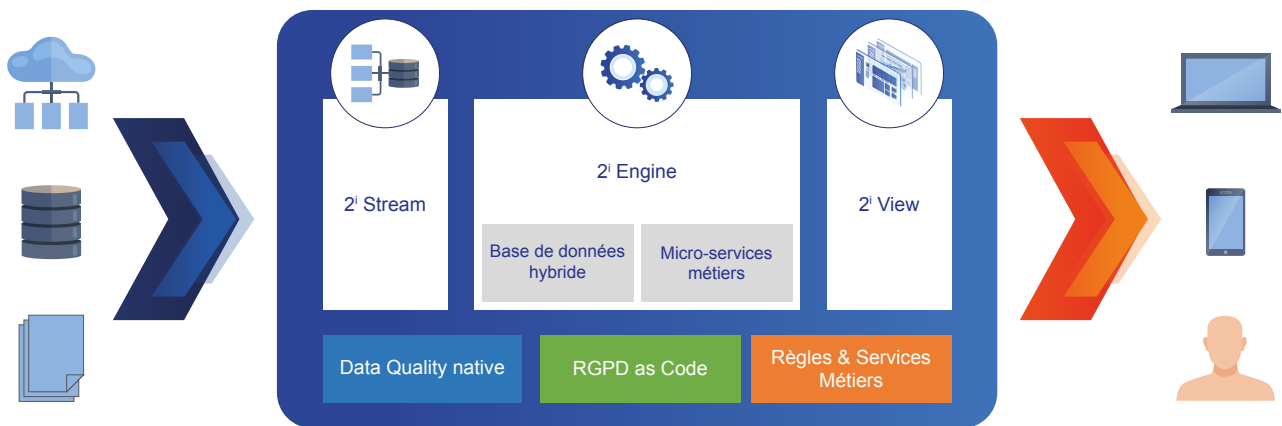 2ⁱ Stream
2ⁱ Engine
Base de données
hybride
Micro-services
métiers
2ⁱ View
Data Quality native
RGPD as Code
Règles & Services
Métiers